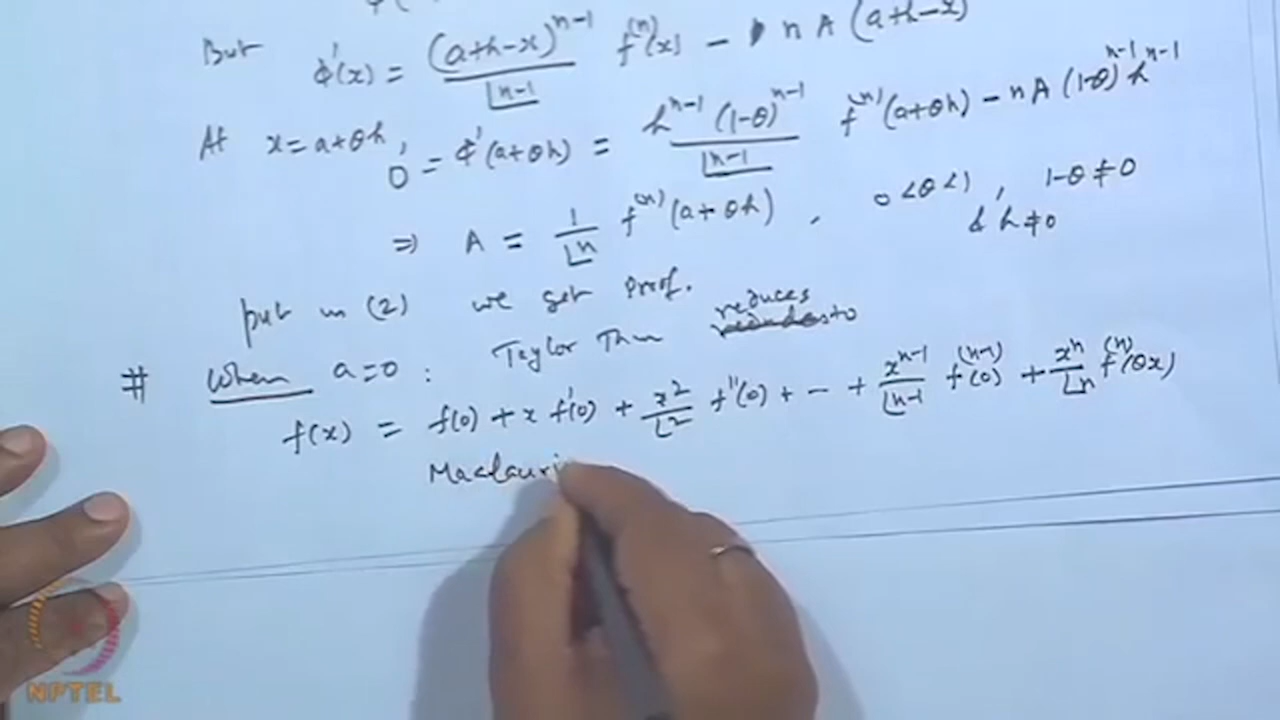 But φ'(x) = (a+h-x)^{n-1} / ⌊n-1 f^{(n)}(x) - n A (a+h-x)
At x = a+θh, 0 = φ'(a+θh) = h^{n-1} (1-θ)^{n-1} / ⌊n-1 f^{(n)}(a+θh) - n A (1-θ)^{n-1} h^{n-1}
⇒ A = 1/⌊n f^{(n)}(a+θh), 0<θ<1, 1-θ≠0
& h≠0
put in (2) we get Proof.
# When a=0: Taylor Thm reduces to
f(x) = f(0) + x f'(0) + x^2/⌊2 f''(0) + - + x^{n-1}/⌊n-1 f^{(n-1)}(0) + x^n/⌊n f^{(n)}(θx)
Maclauri
NPTEL